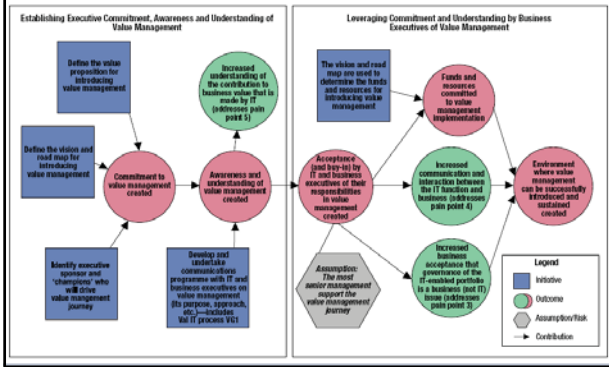 Establishing Executive Commitment, Awareness and Understanding of
Value Management
Define the value
proposition for
introducing
value management
Increased
understanding of
the contribution to
business value that is
made by IT (addresses
pain point 5)
Define the vision and
road map for
introducing
value management
Commitment to
value management
created
Awareness and
understanding of
value management
created
Identify executive
sponsor and
'champions' who
will drive
value mangement
journey
Develop and
undertake
communications
programme with IT and
business executives on
value management
(its purpose, approach,
etc.)—includes
Val IT process VG1
Leveraging Commitment and Understanding by Business
Executives of Value Management
The vision and road
map are used to
determine the funds
and resources for
introducing value
management
Funds and
resources
committed
to value
management
implementation
Acceptance
(and buy-in) by
IT and business
executives of their
responsibilities
in value
management
created
Increased
communication and
interaction between
the IT function and
business (addresses
pain point 4)
Environment
where value
management
can be successfully
introduced and
sustained created
Assumption:
The most
senior management
support the
value management
journey
Increased
business
acceptance that
governance of the
IT-enabled portfolio
is a business (not IT)
issue (addresses
pain point 3)
Legend
Initiative
Outcome
Assumption/Risk
Contribution